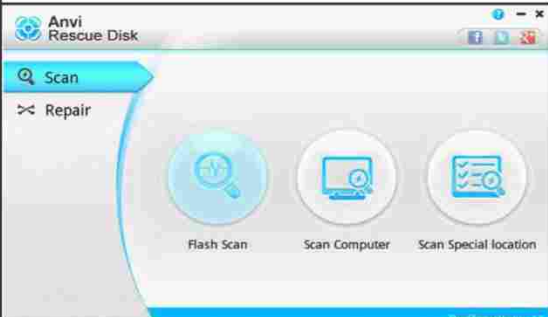 Anvi
Rescue Disk
Scan
Repair
Flash Scan
Scan Computer
Scan Special location